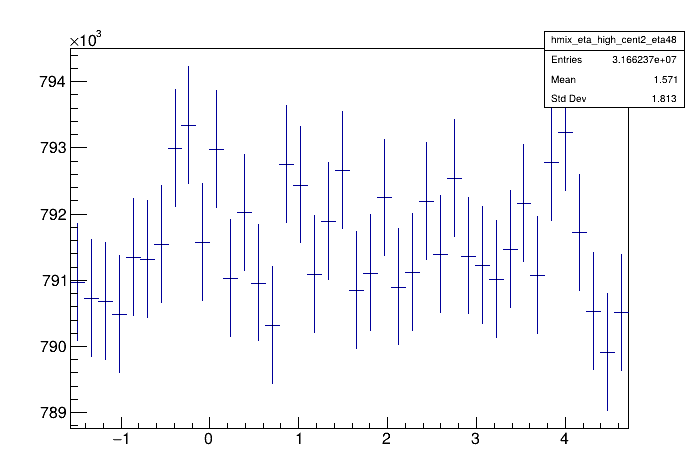 ×10³
hmix_eta_high_cent2_eta48
Entries 3.166237e+07
Mean 1.571
Std Dev 1.813
794
793
792
791
790
789
−1 0 1 2 3 4